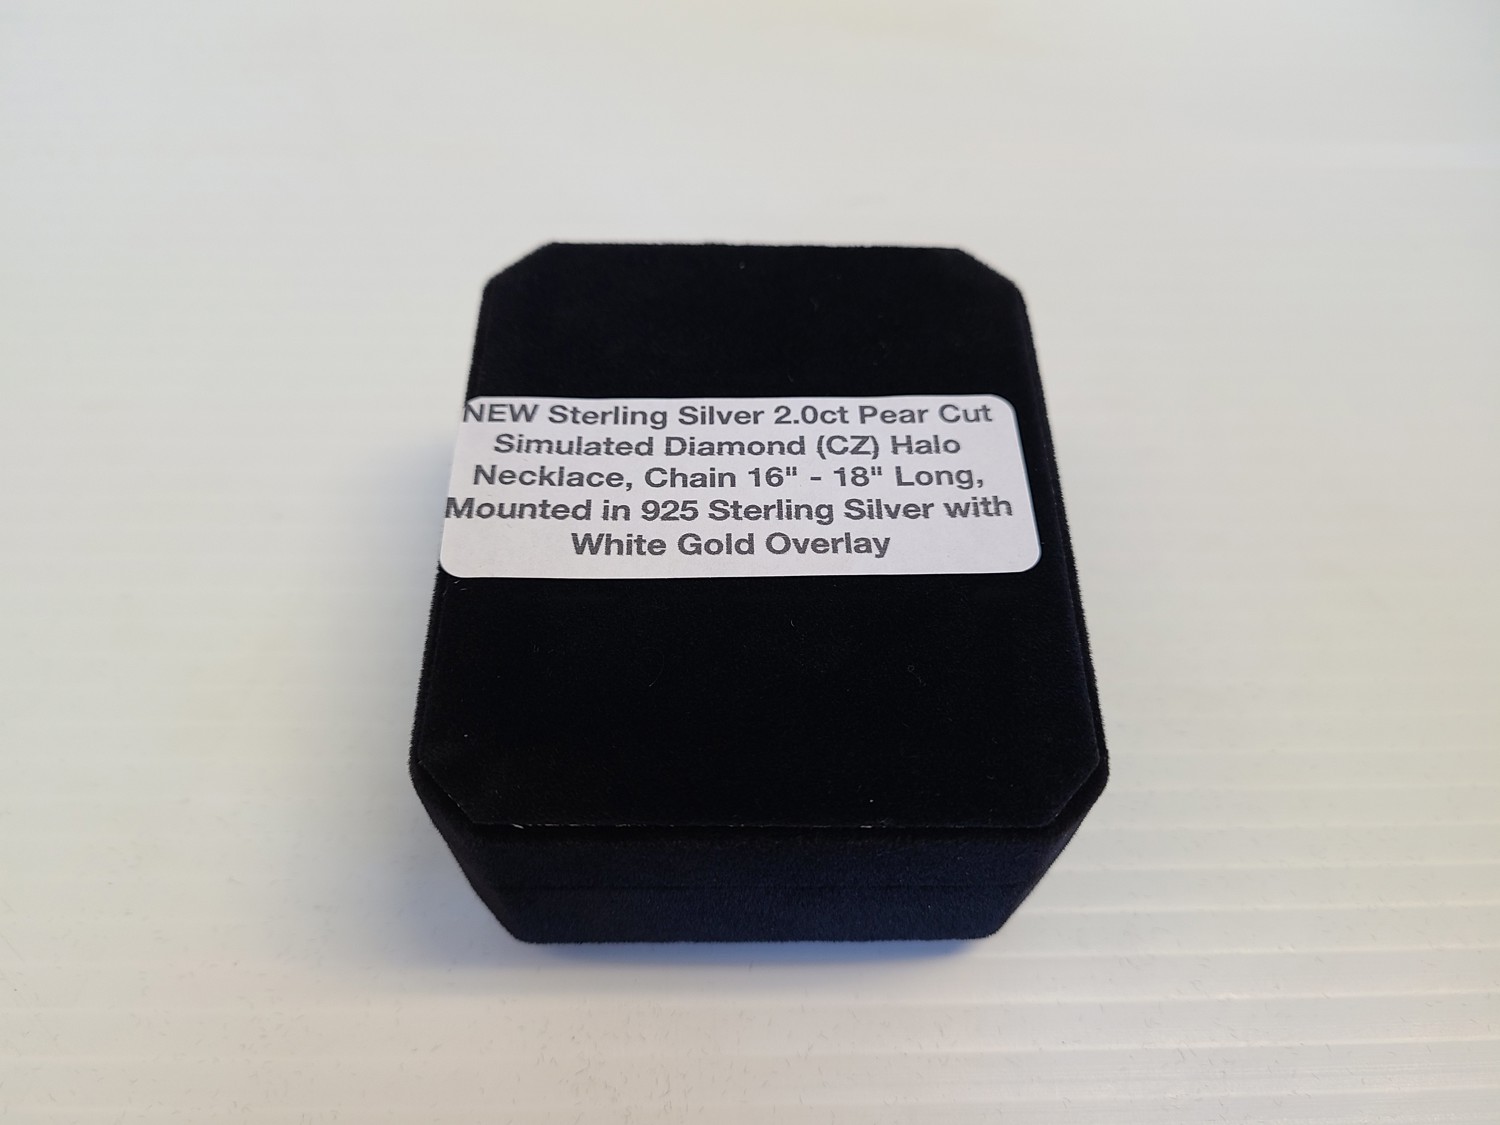 NEW Sterling Silver 2.0ct Pear Cut
Simulated Diamond (CZ) Halo
Necklace, Chain 16" - 18" Long,
Mounted in 925 Sterling Silver with
White Gold Overlay